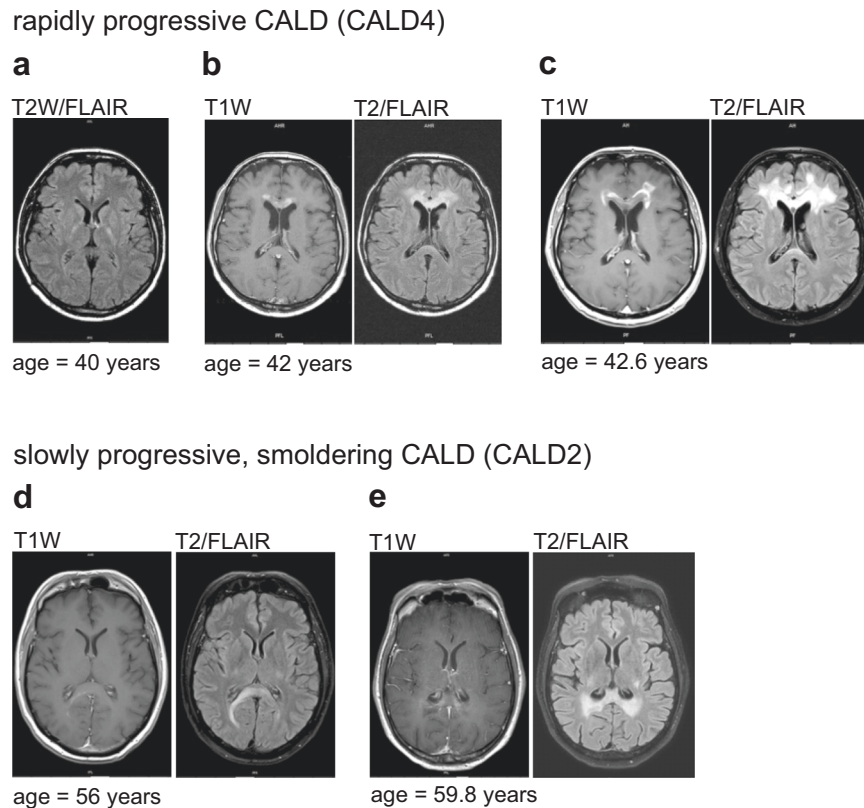 rapidly progressive CALD (CALD4)
a b c
T2W/FLAIR T1W T2/FLAIR T1W T2/FLAIR
age = 40 years age = 42 years age = 42.6 years
slowly progressive, smoldering CALD (CALD2)
d e
T1W T2/FLAIR T1W T2/FLAIR
age = 56 years age = 59.8 years